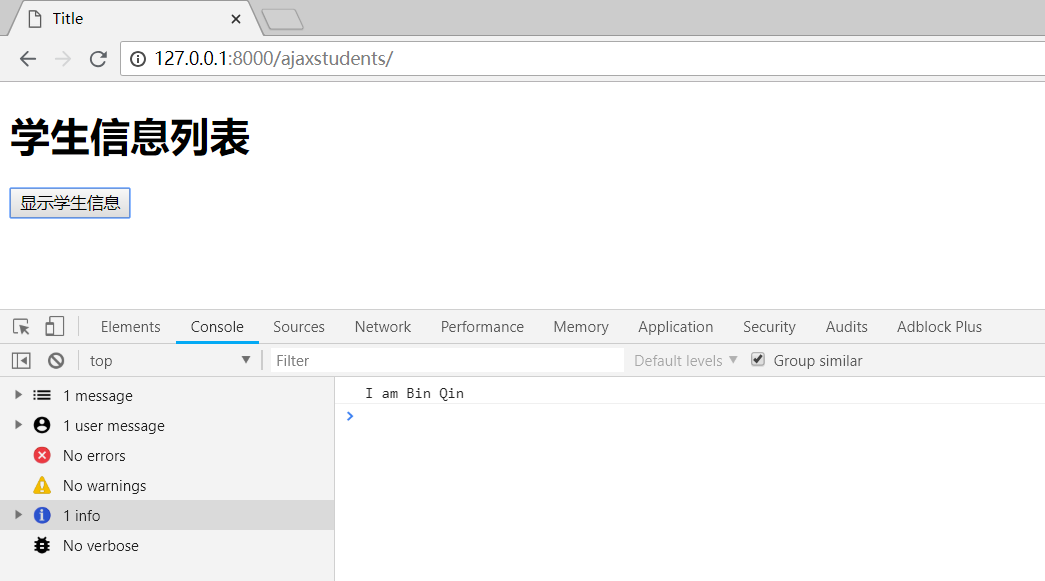 Title
127.0.0.1:8000/ajaxstudents/
学生信息列表
显示学生信息
Elements Console Sources Network Performance Memory Application Security Audits Adblock Plus
top Filter Default levels Group similar
1 message
1 user message
No errors
No warnings
1 info
No verbose
I am Bin Qin